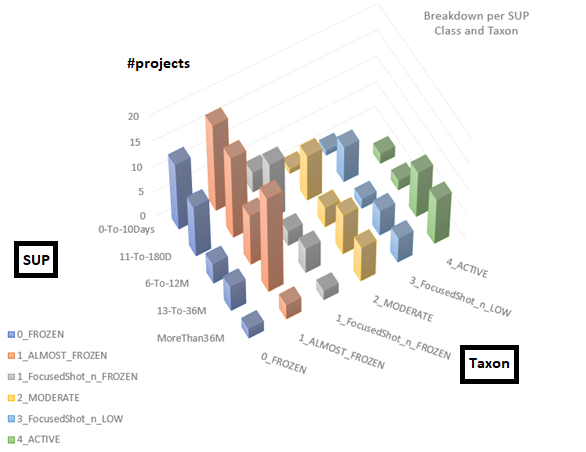 Breakdown per SUP
Class and Taxon
#projects
20
15
10
5
0
0-To-10Days
11-To-180D
6-To-12M
13-To-36M
MoreThan36M
SUP
0_FROZEN
1_ALMOST_FROZEN
1_FocusedShot_n_FROZEN
2_MODERATE
3_FocusedShot_n_LOW
4_ACTIVE
Taxon
0_FROZEN
1_ALMOST_FROZEN
1_FocusedShot_n_FROZEN
2_MODERATE
3_FocusedShot_n_LOW
4_ACTIVE